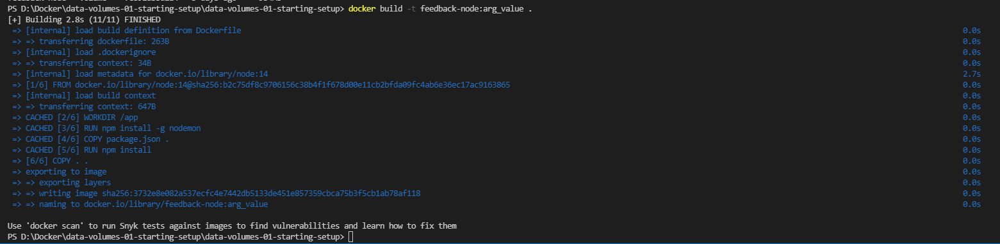 PS D:\Docker\data-volumes-01-starting-setup\data-volumes-01-starting-setup> docker build -t feedback-node:arg_value .
[+] Building 2.8s (11/11) FINISHED
=> [internal] load build definition from Dockerfile 0.0s
=> => transferring dockerfile: 263B 0.0s
=> [internal] load .dockerignore 0.0s
=> => transferring context: 34B 0.0s
=> [internal] load metadata for docker.io/library/node:14 2.7s
=> [1/6] FROM docker.io/library/node:14@sha256:b2c75df8c9706156c38b4f1f678d00e11cb2bfda09fc4ab6e36ec17ac9163865 0.0s
=> [internal] load build context 0.0s
=> => transferring context: 647B 0.0s
=> CACHED [2/6] WORKDIR /app 0.0s
=> CACHED [3/6] RUN npm install -g nodemon 0.0s
=> CACHED [4/6] COPY package.json . 0.0s
=> CACHED [5/6] RUN npm install 0.0s
=> [6/6] COPY . . 0.0s
=> exporting to image 0.0s
=> => exporting layers 0.0s
=> => writing image sha256:3732e8e082a537ecfc4e7442db5133de451e857359cbca75b3f5cb1ab78af118 0.0s
=> => naming to docker.io/library/feedback-node:arg_value 0.0s
Use 'docker scan' to run Snyk tests against images to find vulnerabilities and learn how to fix them
PS D:\Docker\data-volumes-01-starting-setup\data-volumes-01-starting-setup>